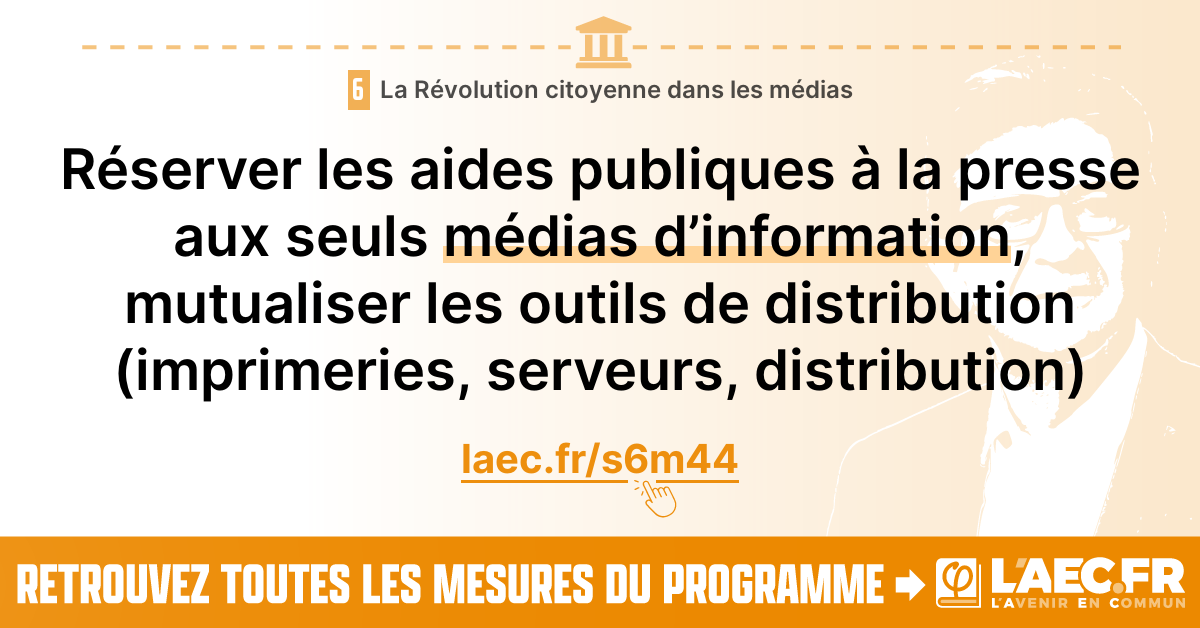 6 La Révolution citoyenne dans les médias
Réserver les aides publiques à la presse
aux seuls médias d’information,
mutualiser les outils de distribution
(imprimeries, serveurs, distribution)
laec.fr/s6m44
RETROUVEZ TOUTES LES MESURES DU PROGRAMME
φ L'AEC.FR
L'AVENIR EN COMMUN